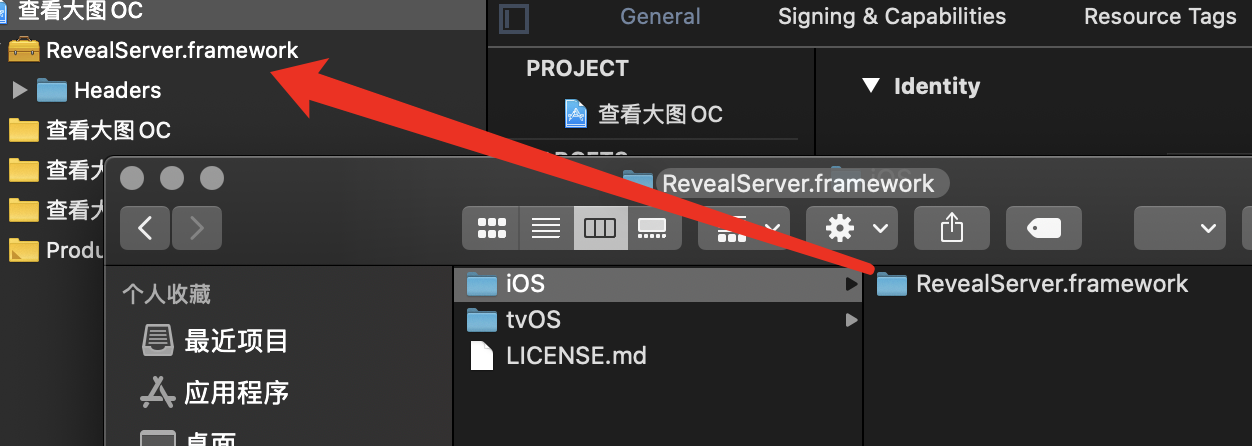 查看大图 OC
General
Signing & Capabilities
Resource Tags
RevealServer.framework
PROJECT
Headers
Identity
查看大图 OC
查看大图 OC
查看大
查看大
RevealServer.framework
Produ
iOS
RevealServer.framework
个人收藏
tvOS
最近项目
LICENSE.md
应用程序
桌面